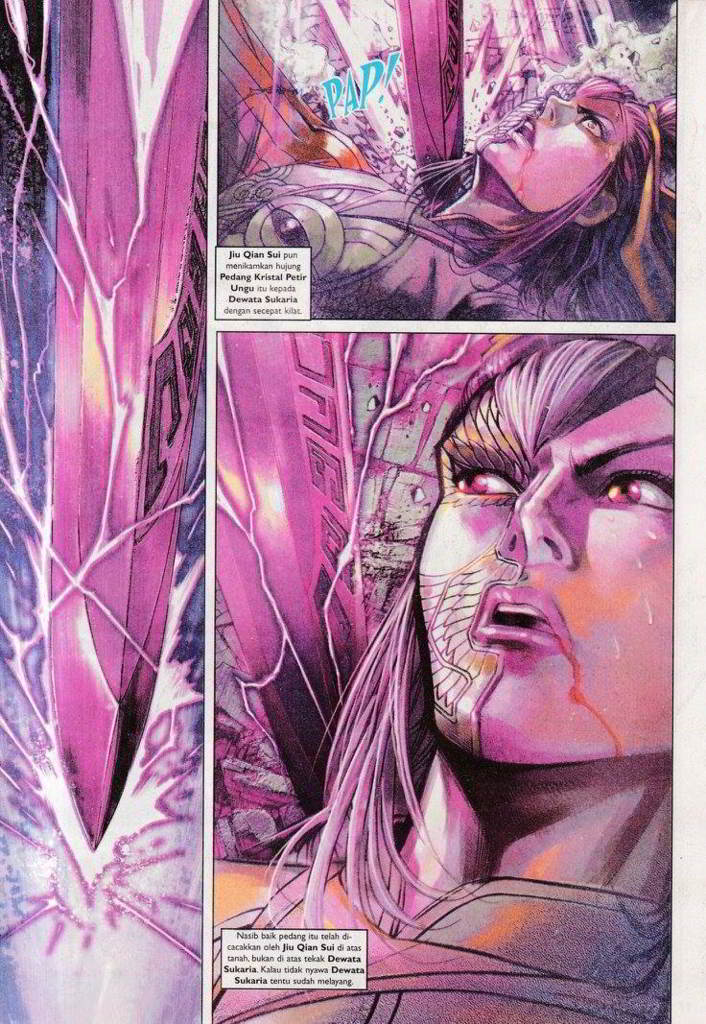 PAP!
Jiu Qian Sui pun
menikamkan hujung
Pedang Kristal Petir
Ungu itu kepada
Dewata Sukaria
dengan secepat kilat.
Nasib baik pedang itu telah di-
cacakkan oleh Jiu Qian Sui di atas
tanah, bukan di atas tekak Dewata
Sukaria. Kalau tidak nyawa Dewata
Sukaria tentu sudah melayang.